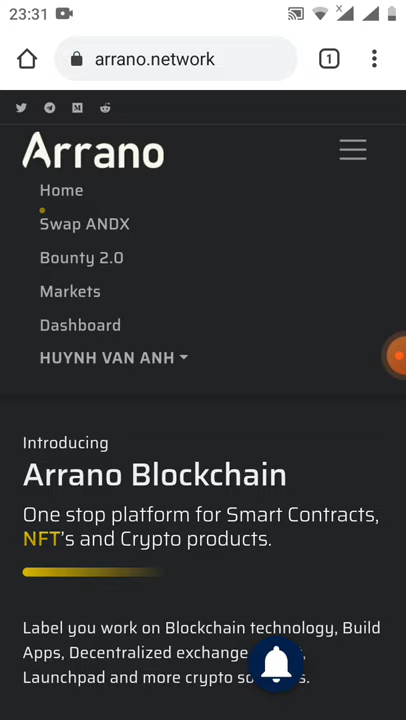 23:31
arrano.network
1
Arrano
Home
Swap ANDX
Bounty 2.0
Markets
Dashboard
HUYNH VAN ANH
Introducing
Arrano Blockchain
One stop platform for Smart Contracts,
NFT's and Crypto products.
Label you work on Blockchain technology, Build
Apps, Decentralized exchange
Launchpad and more crypto